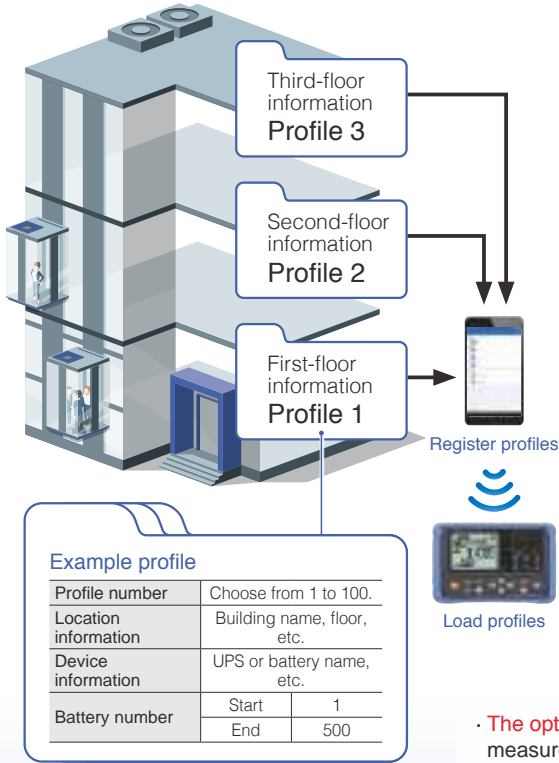 Third-floor
information
Profile 3
Second-floor
information
Profile 2
First-floor
information
Profile 1
Register profiles
Load profiles
Example profile
Profile number Choose from 1 to 100.
Location
information
Building name, floor,
etc.
Device
information
UPS or battery name,
etc.
Battery number
Start 1
End 500
· The opt
measur